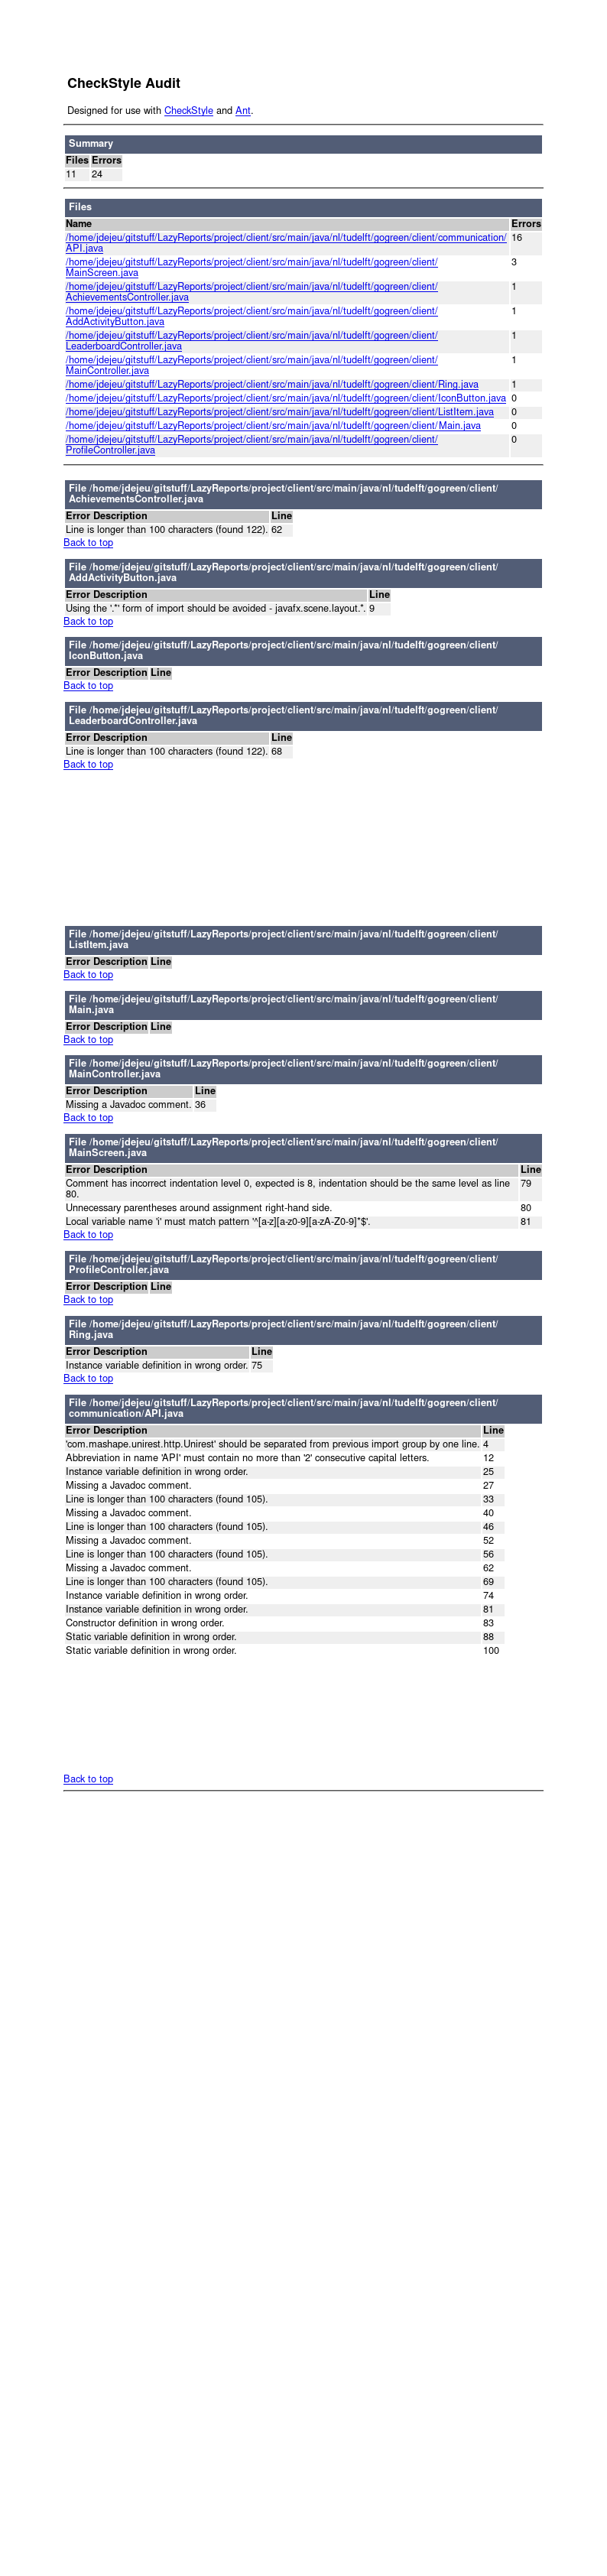 CheckStyle Audit
Designed for use with CheckStyle and Ant.
Summary
Files Errors
11 24
Files
Name Errors
/home/jdejeu/gitstuff/LazyReports/project/client/src/main/java/nl/tudelft/gogreen/client/communication/ 16
API.java
/home/jdejeu/gitstuff/LazyReports/project/client/src/main/java/nl/tudelft/gogreen/client/ 3
MainScreen.java
/home/jdejeu/gitstuff/LazyReports/project/client/src/main/java/nl/tudelft/gogreen/client/ 1
AchievementsController.java
/home/jdejeu/gitstuff/LazyReports/project/client/src/main/java/nl/tudelft/gogreen/client/ 1
AddActivityButton.java
/home/jdejeu/gitstuff/LazyReports/project/client/src/main/java/nl/tudelft/gogreen/client/ 1
LeaderboardController.java
/home/jdejeu/gitstuff/LazyReports/project/client/src/main/java/nl/tudelft/gogreen/client/ 1
MainController.java
/home/jdejeu/gitstuff/LazyReports/project/client/src/main/java/nl/tudelft/gogreen/client/Ring.java 1
/home/jdejeu/gitstuff/LazyReports/project/client/src/main/java/nl/tudelft/gogreen/client/IconButton.java 0
/home/jdejeu/gitstuff/LazyReports/project/client/src/main/java/nl/tudelft/gogreen/client/ListItem.java 0
/home/jdejeu/gitstuff/LazyReports/project/client/src/main/java/nl/tudelft/gogreen/client/Main.java 0
/home/jdejeu/gitstuff/LazyReports/project/client/src/main/java/nl/tudelft/gogreen/client/ 0
ProfileController.java
File /home/jdejeu/gitstuff/LazyReports/project/client/src/main/java/nl/tudelft/gogreen/client/
AchievementsController.java
Error Description Line
Line is longer than 100 characters (found 122). 62
Back to top
File /home/jdejeu/gitstuff/LazyReports/project/client/src/main/java/nl/tudelft/gogreen/client/
AddActivityButton.java
Error Description Line
Using the '.*' form of import should be avoided - javafx.scene.layout.*. 9
Back to top
File /home/jdejeu/gitstuff/LazyReports/project/client/src/main/java/nl/tudelft/gogreen/client/
IconButton.java
Error Description Line
Back to top
File /home/jdejeu/gitstuff/LazyReports/project/client/src/main/java/nl/tudelft/gogreen/client/
LeaderboardController.java
Error Description Line
Line is longer than 100 characters (found 122). 68
Back to top
File /home/jdejeu/gitstuff/LazyReports/project/client/src/main/java/nl/tudelft/gogreen/client/
ListItem.java
Error Description Line
Back to top
File /home/jdejeu/gitstuff/LazyReports/project/client/src/main/java/nl/tudelft/gogreen/client/
Main.java
Error Description Line
Back to top
File /home/jdejeu/gitstuff/LazyReports/project/client/src/main/java/nl/tudelft/gogreen/client/
MainController.java
Error Description Line
Missing a Javadoc comment. 36
Back to top
File /home/jdejeu/gitstuff/LazyReports/project/client/src/main/java/nl/tudelft/gogreen/client/
MainScreen.java
Error Description Line
Comment has incorrect indentation level 0, expected is 8, indentation should be the same level as line 79
80.
Unnecessary parentheses around assignment right-hand side. 80
Local variable name 'i' must match pattern '^[a-z][a-z0-9][a-zA-Z0-9]*$'. 81
Back to top
File /home/jdejeu/gitstuff/LazyReports/project/client/src/main/java/nl/tudelft/gogreen/client/
ProfileController.java
Error Description Line
Back to top
File /home/jdejeu/gitstuff/LazyReports/project/client/src/main/java/nl/tudelft/gogreen/client/
Ring.java
Error Description Line
Instance variable definition in wrong order. 75
Back to top
File /home/jdejeu/gitstuff/LazyReports/project/client/src/main/java/nl/tudelft/gogreen/client/
communication/API.java
Error Description Line
'com.mashape.unirest.http.Unirest' should be separated from previous import group by one line. 4
Abbreviation in name 'API' must contain no more than '2' consecutive capital letters. 12
Instance variable definition in wrong order. 25
Missing a Javadoc comment. 27
Line is longer than 100 characters (found 105). 33
Missing a Javadoc comment. 40
Line is longer than 100 characters (found 105). 46
Missing a Javadoc comment. 52
Line is longer than 100 characters (found 105). 56
Missing a Javadoc comment. 62
Line is longer than 100 characters (found 105). 69
Instance variable definition in wrong order. 74
Instance variable definition in wrong order. 81
Constructor definition in wrong order. 83
Static variable definition in wrong order. 88
Static variable definition in wrong order. 100
Back to top